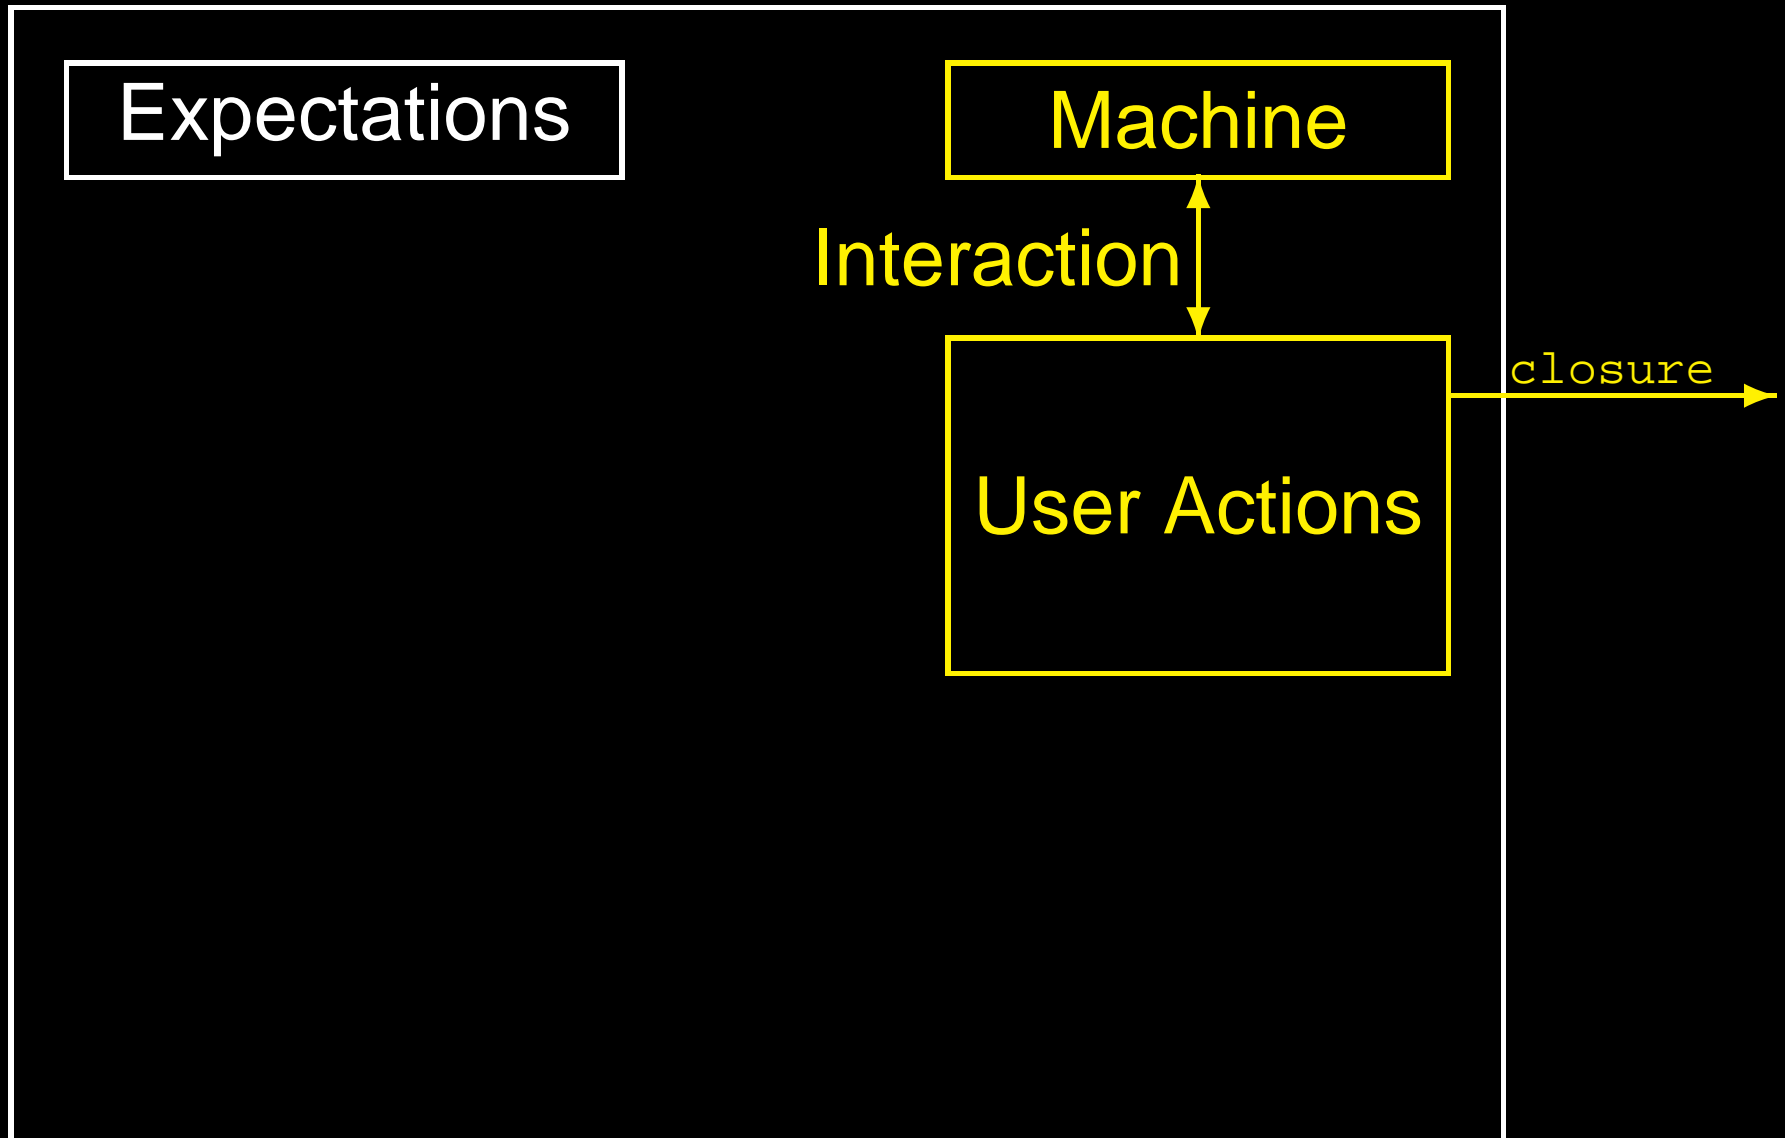 Expectations
Machine
Interaction
closure
User Actions